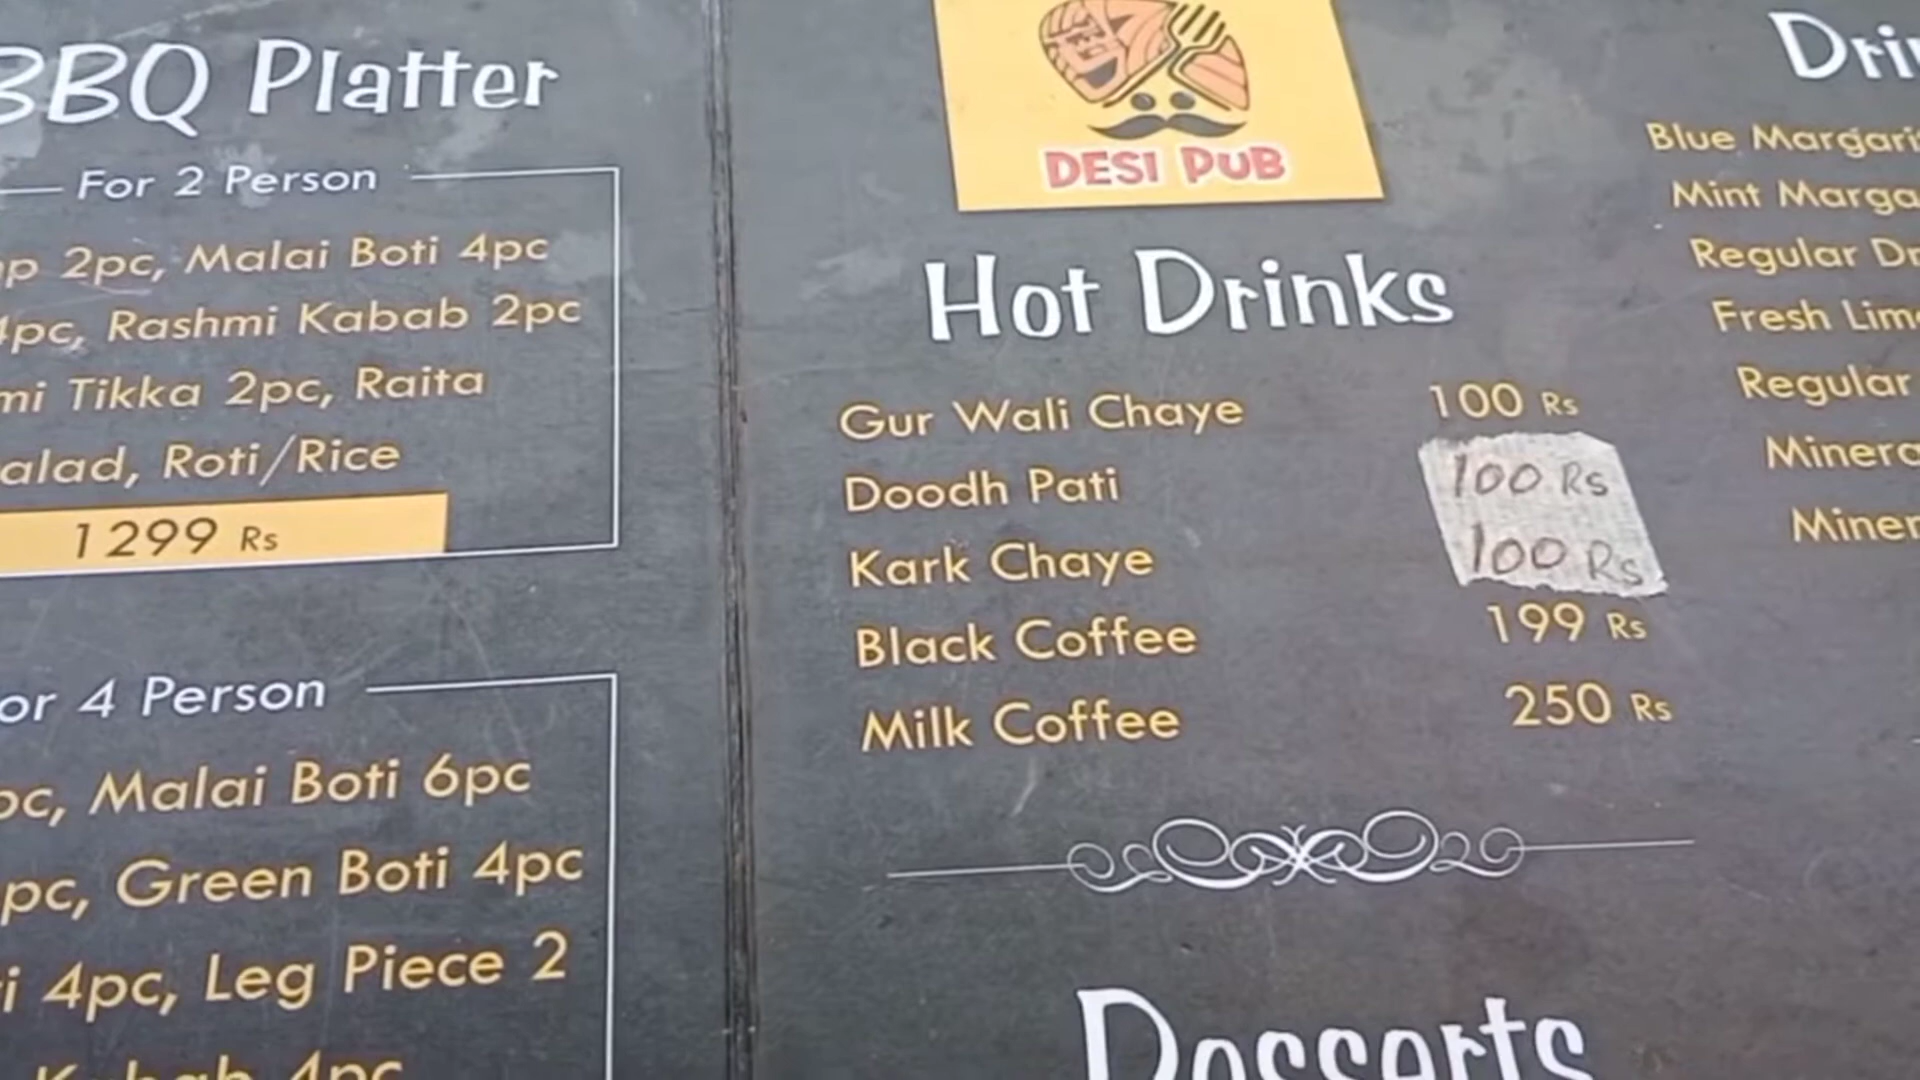 BBQ Platter
For 2 Person
2pc, Malai Boti 4pc
4pc, Rashmi Kabab 2pc
Tikka 2pc, Raita
Roti/Rice
1299 Rs
4 Person
Malai Boti 6pc
Green Boti 4pc
4pc, Leg Piece 2
4pc
DESI PUB
Hot Drinks
Gur Wali Chaye 100 Rs
Doodh Pati 100 Rs
Kark Chaye 100 Rs
Black Coffee 199 Rs
Milk Coffee 250 Rs
Desserts
Blue
Mint
Regular
Fresh
Regular